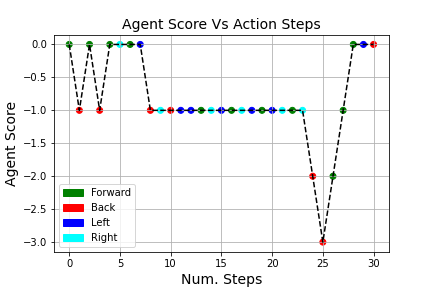 Agent Score Vs Action Steps
Agent Score
0.0
−0.5
−1.0
−1.5
−2.0
−2.5
−3.0
Forward
Back
Left
Right
0 5 10 15 20 25 30
Num. Steps